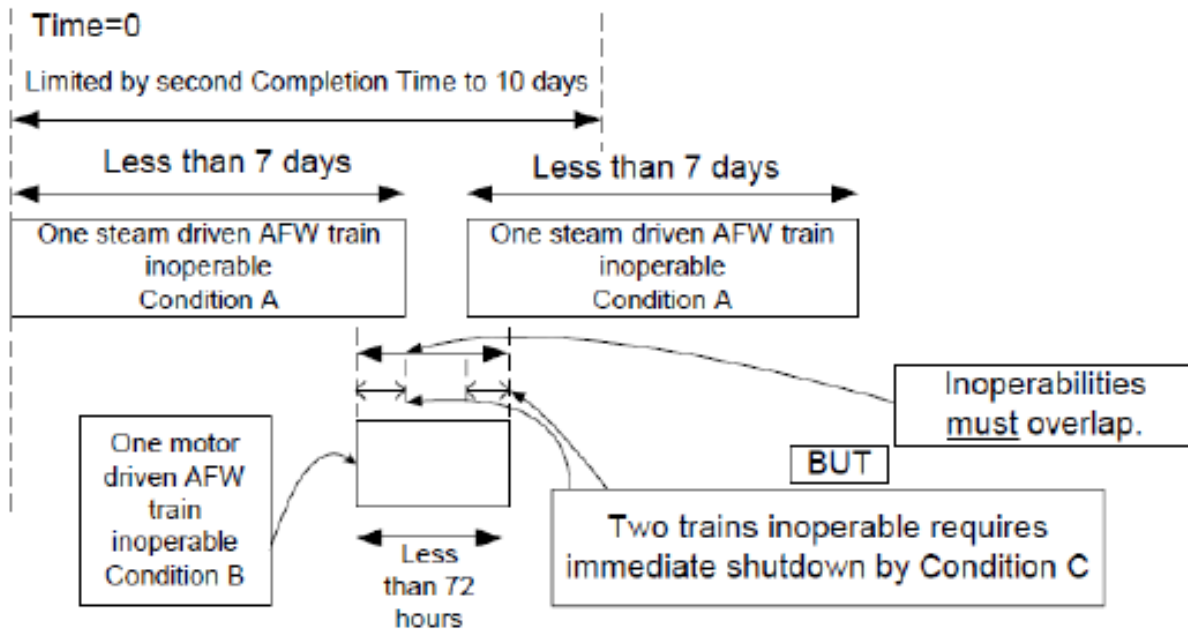 Time=0
Limited by second Completion Time to 10 days
Less than 7 days
Less than 7 days
One steam driven AFW train
inoperable
Condition A
One steam driven AFW train
inoperable
Condition A
Inoperabilities
must overlap.
One motor
driven AFW
train
inoperable
Condition B
BUT
Two trains inoperable requires
immediate shutdown by Condition C
Less
than 72
hours